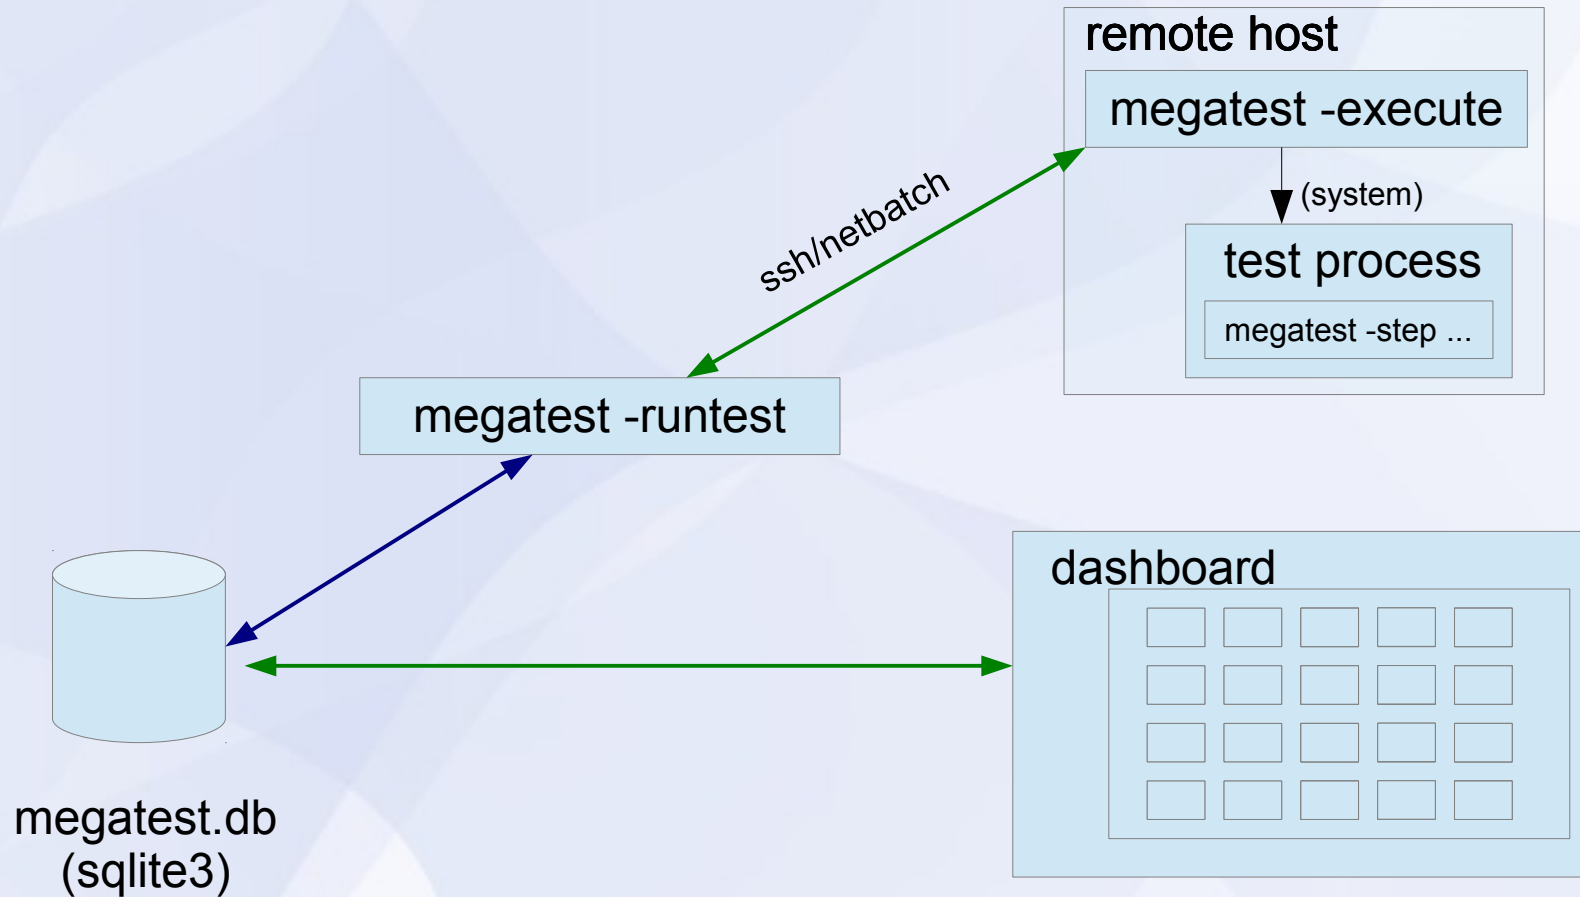 remote host
megatest -execute
(system)
ssh/netbatch
test process
megatest -step ...
megatest -runtest
dashboard
megatest.db
(sqlite3)